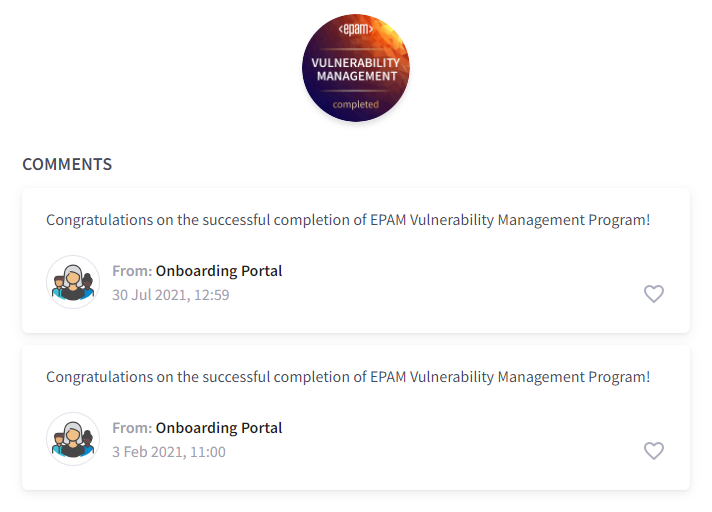 <epam>
VULNERABILITY
MANAGEMENT
completed
COMMENTS
Congratulations on the successful completion of EPAM Vulnerability Management Program!
From: Onboarding Portal
30 Jul 2021, 12:59
Congratulations on the successful completion of EPAM Vulnerability Management Program!
From: Onboarding Portal
3 Feb 2021, 11:00